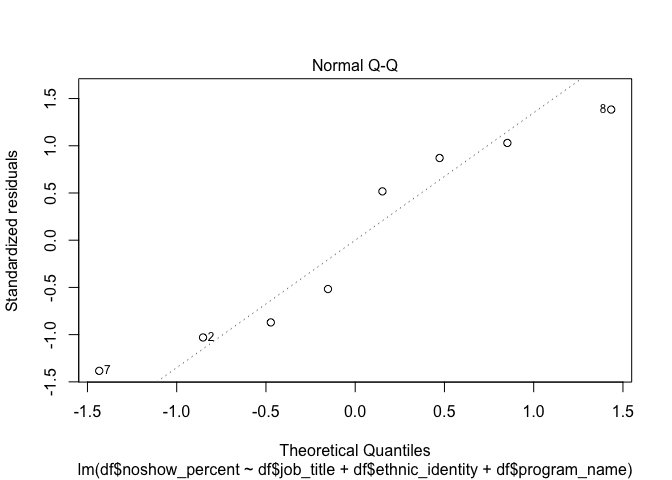 Normal Q-Q
Standardized residuals
1.5
1.0
0.5
0.0
-0.5
-1.0
-1.5
8
2
7
-1.5 -1.0 -0.5 0.0 0.5 1.0 1.5
Theoretical Quantiles
lm(df$noshow_percent ~ df$job_title + df$ethnic_identity + df$program_name)